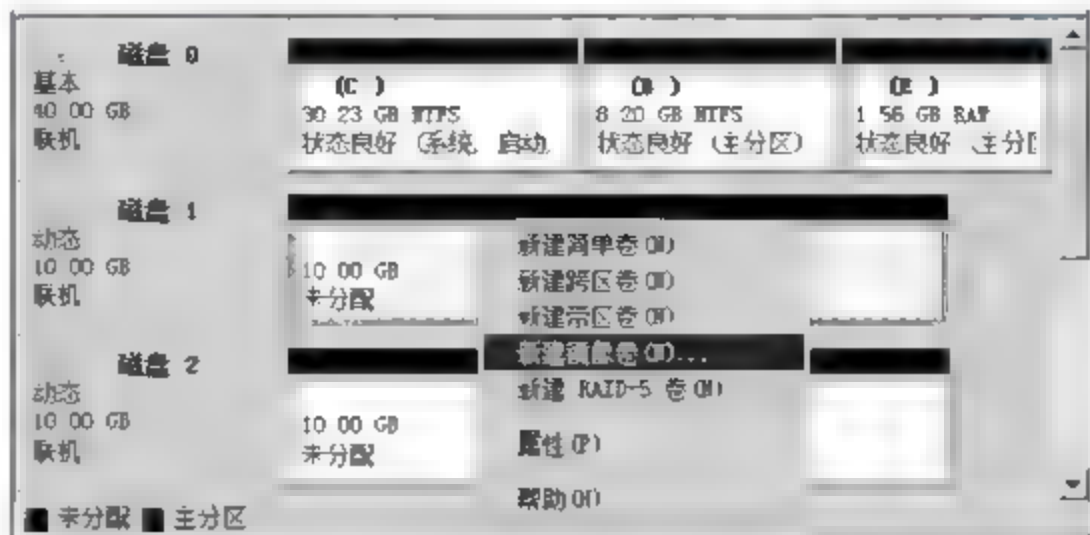 磁盘 0
基本
40 00 GB
联机
(C )
30 23 GB NTFS
状态良好 (系统, 启动,
(D )
8 20 GB NTFS
状态良好 (主分区)
(E )
1 56 GB RAW
状态良好 (主分区
磁盘 1
动态
10 00 GB
联机
10 00 GB
未分配
新建简单卷(N)
新建跨区卷(N)
新建带区卷(N)
新建镜像卷(N)...
新建 RAID-5 卷(N)
属性(P)
帮助(H)
磁盘 2
动态
10 00 GB
联机
10 00 GB
未分配
未分配 主分区